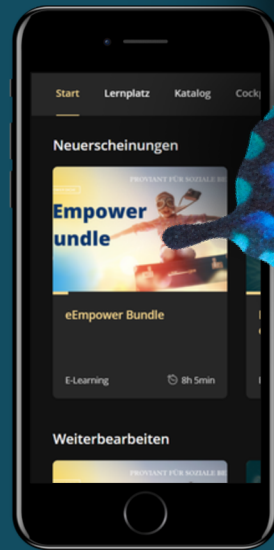 Start Lernplatz Katalog Cockp
Neuerscheinungen
PROVIANT FÜR SOZIALE BE
Empower
undle
eEmpower Bundle
E-Learning 8h 5min
Weiterbearbeiten
PROVIANT FÜR SOZIALE BE